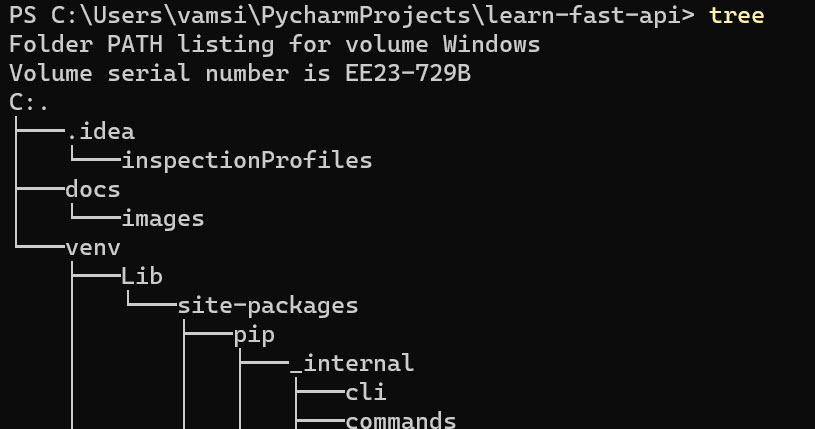 PS C:\Users\vamsi\PycharmProjects\learn-fast-api> tree
Folder PATH listing for volume Windows
Volume serial number is EE23-729B
C:.
├───.idea
│   └───inspectionProfiles
├───docs
│   └───images
└───venv
    ├───Lib
    │   └───site-packages
    │       ├───pip
    │       │   ├───_internal
    │       │   │   ├───cli
    │       │   │   ├───commands